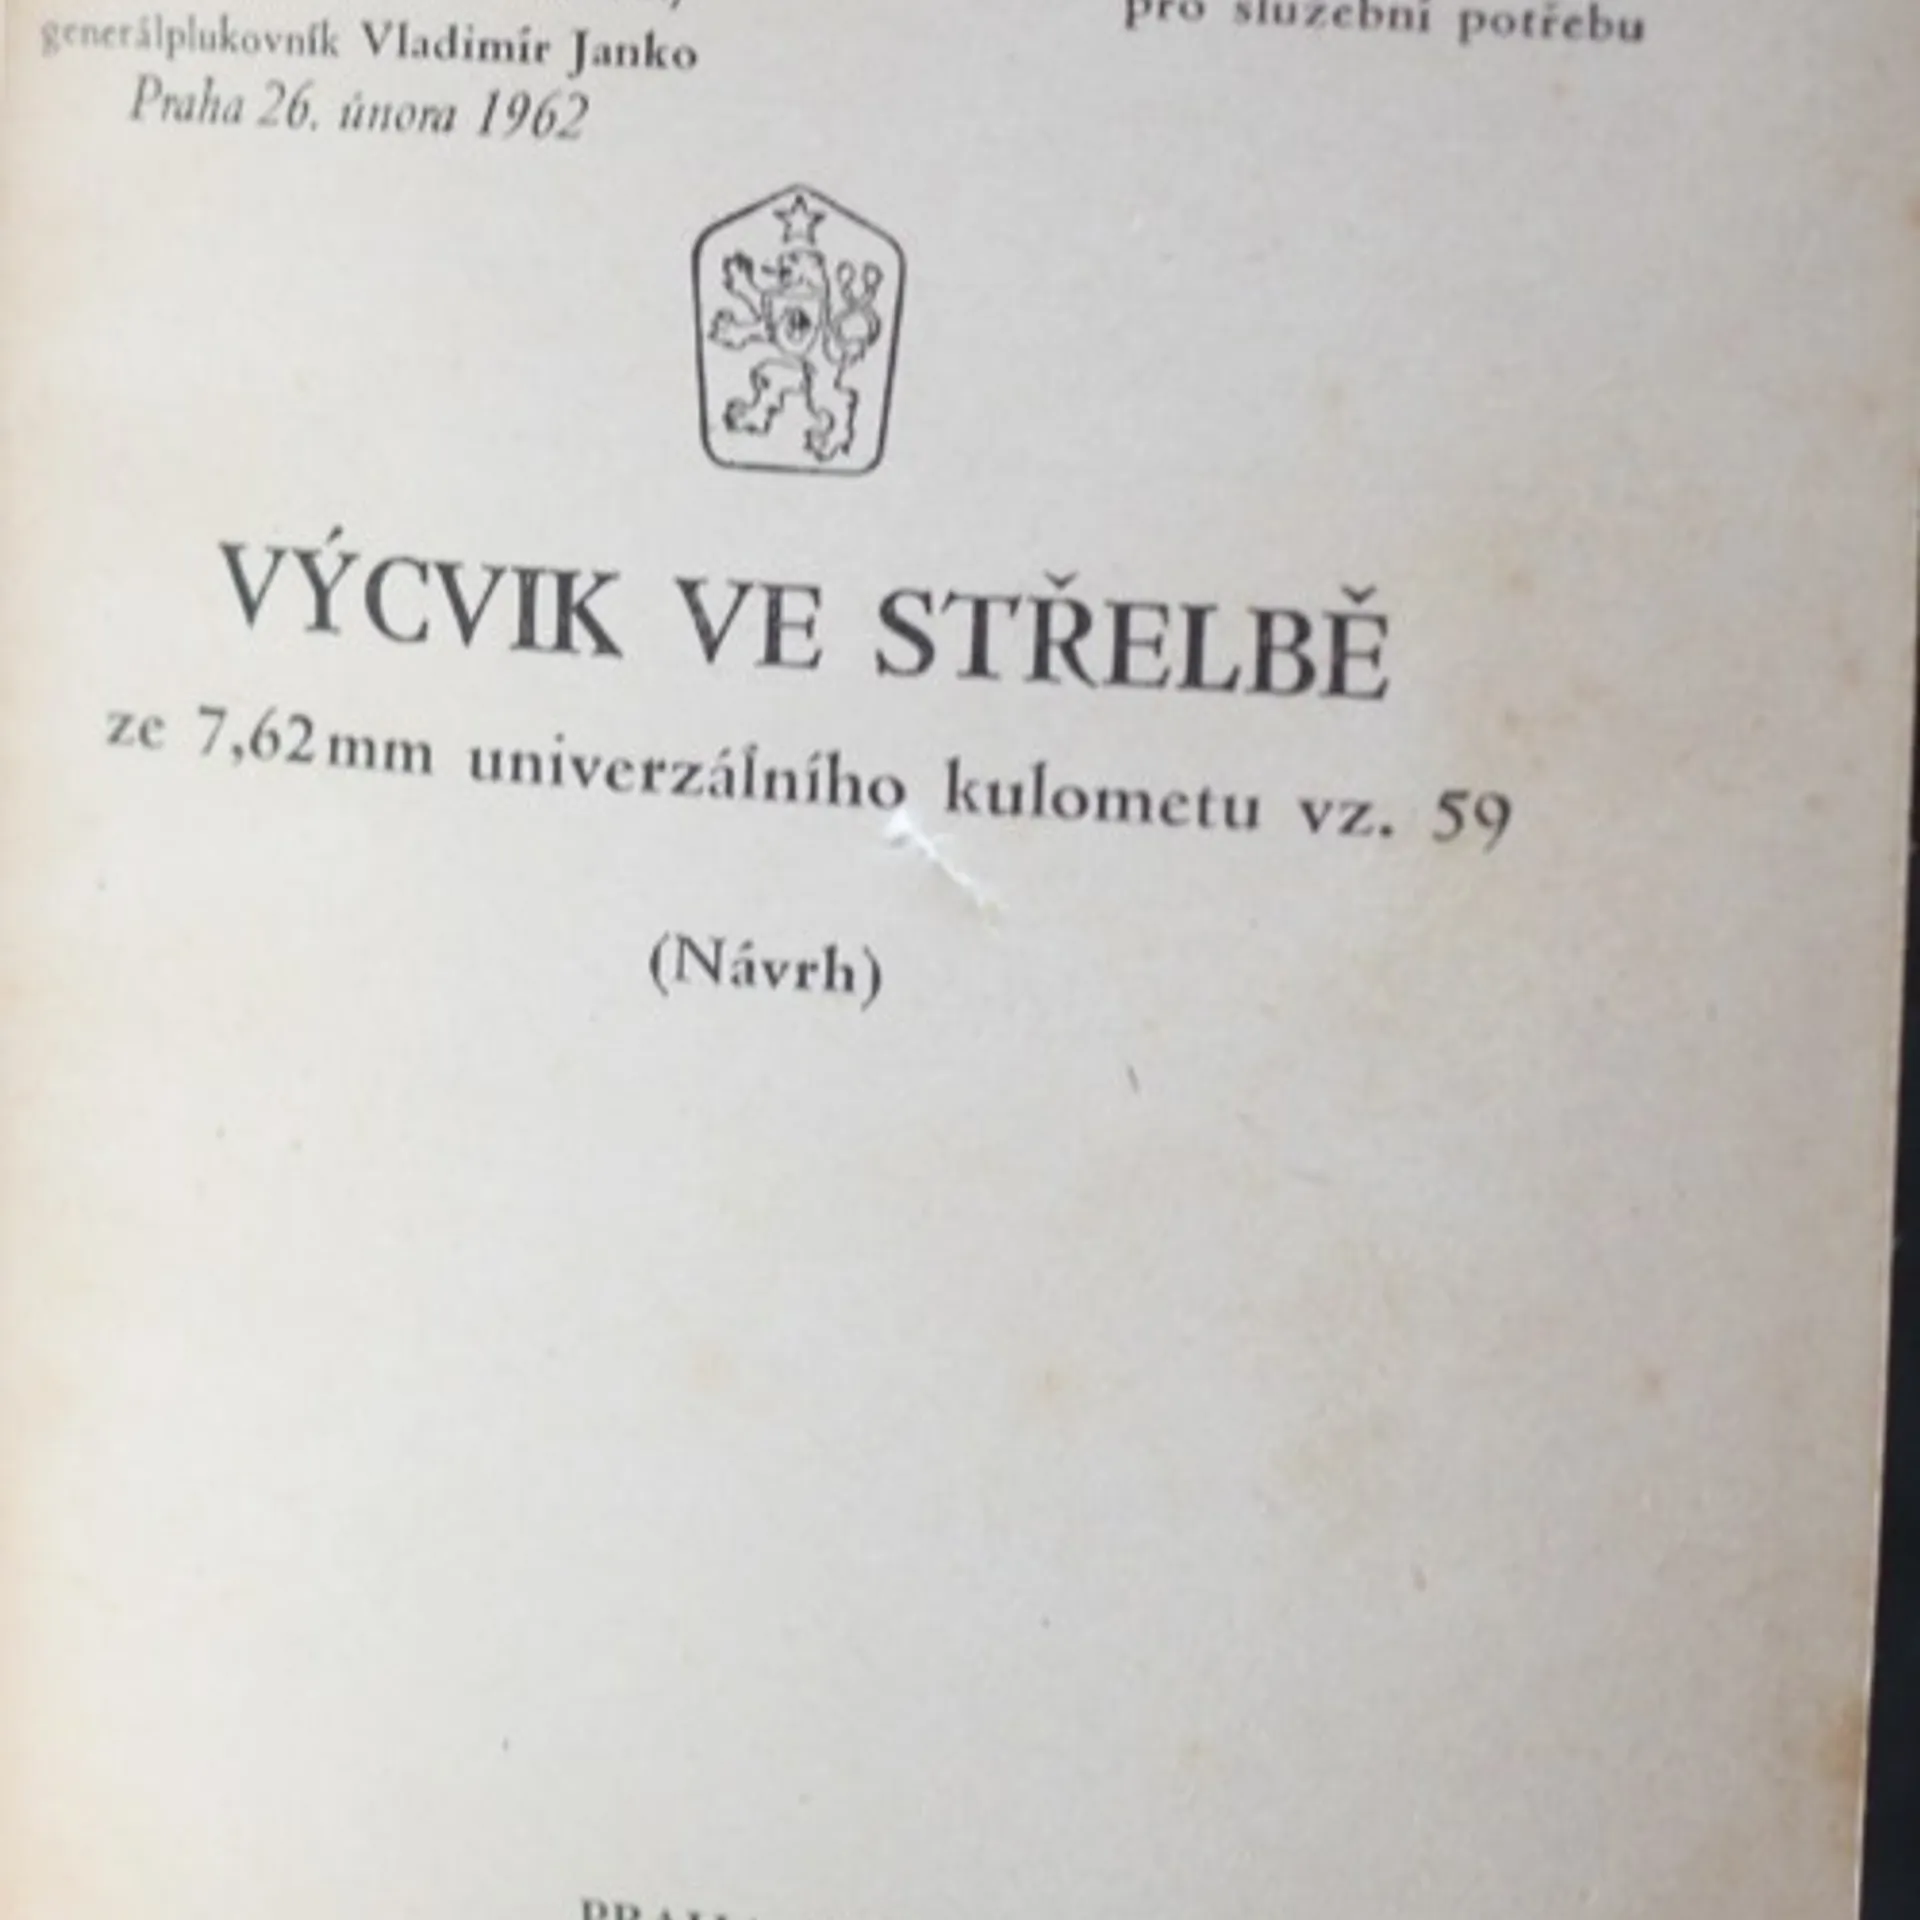 generálplukovník Vladimír Janko
pro služební potřebu
Praha 26. února 1962
VÝCVIK VE STŘELBĚ
ze 7,62mm univerzálního kulometu vz. 59
(Návrh)